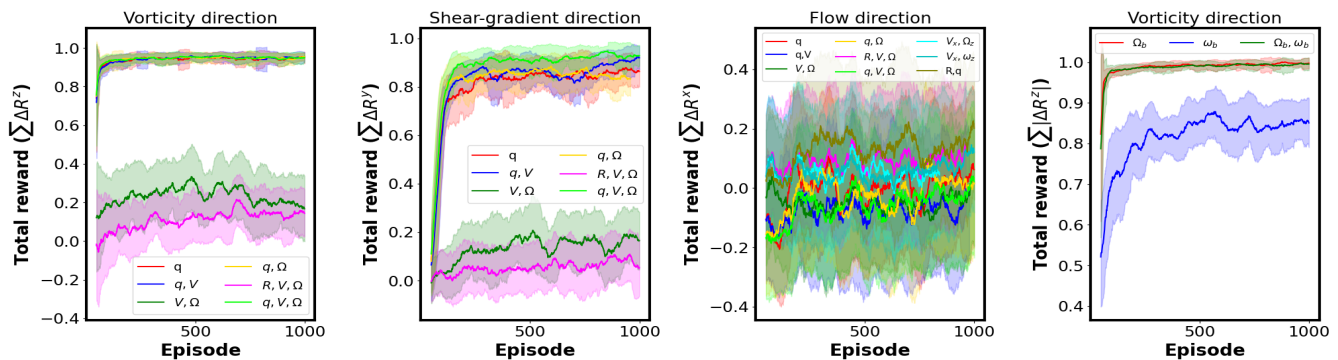 Vorticity direction
Total reward (∑ΔR^z)
1.0
0.8
0.6
0.4
0.2
0.0
−0.2
−0.4
q
q, V
V, Ω
q, Ω
R, V, Ω
q, V, Ω
500
1000
Episode
Shear-gradient direction
Total reward (∑ΔR^y)
1.0
0.8
0.6
0.4
0.2
0.0
q
q, V
V, Ω
q, Ω
R, V, Ω
q, V, Ω
500
1000
Episode
Flow direction
Total reward (∑ΔR^x)
0.4
0.2
0.0
−0.2
−0.4
q
q,V
V, Ω
q, Ω
R, V, Ω
q, V, Ω
V_x, Ω_z
V_x, ω_z
R,q
500
1000
Episode
Vorticity direction
Total reward (∑|ΔR^z|)
1.0
0.9
0.8
0.7
0.6
0.5
0.4
Ω_b
ω_b
Ω_b, ω_b
500
1000
Episode